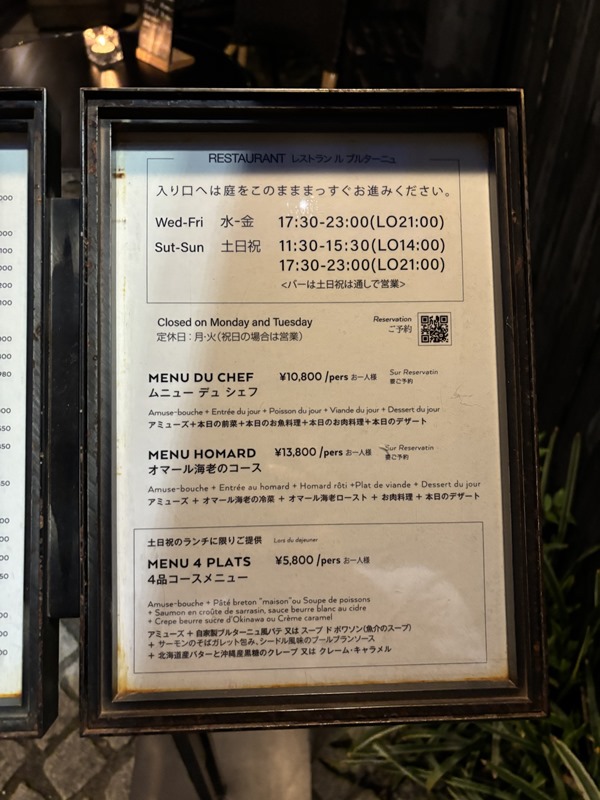 RESTAURANT レストラン ル ブルターニュ
入り口へは庭をこのまままっすぐお進みください。
Wed-Fri 水-金 17:30-23:00(LO21:00)
Sut-Sun 土日祝 11:30-15:30(LO14:00)
17:30-23:00(LO21:00)
<バーは土日祝は通しで営業>
Closed on Monday and Tuesday
定休日：月・火（祝日の場合は営業）
Reservation
ご予約
MENU DU CHEF ¥10,800 /pers お一人様 Sur Reservatin
要ご予約
ムニュー デュ シェフ
Amuse-bouche + Entrée du jour + Poisson du jour + Viande du jour + Dessert du jour
アミューズ+本日の前菜+本日のお魚料理+本日のお肉料理+本日のデザート
MENU HOMARD ¥13,800 /pers お一人様 Sur Reservatin
要ご予約
オマール海老のコース
Amuse-bouche + Entrée au homard + Homard rôti +Plat de viande + Dessert du jour
アミューズ + オマール海老の冷菜 + オマール海老ロースト + お肉料理 + 本日のデザート
土日祝のランチに限りご提供 Lors du dejeuner
MENU 4 PLATS ¥5,800 /pers お一人様
4品コースメニュー
Amuse-bouche + Pâté breton "maison"ou Soupe de poissons
+ Saumon en croûte de sarrasin, sauce beurre blanc au cidre
+ Crepe beurre sucre d'Okinawa ou Crème caramel
アミューズ + 自家製ブルターニュ風パテ 又は スープ ド ポワソン(魚介のスープ)
+ サーモンのそばガレット包み、シードル風味のブールブランソース
+ 北海道産バターと沖縄産黒糖のクレープ 又は クレーム・キャラメル